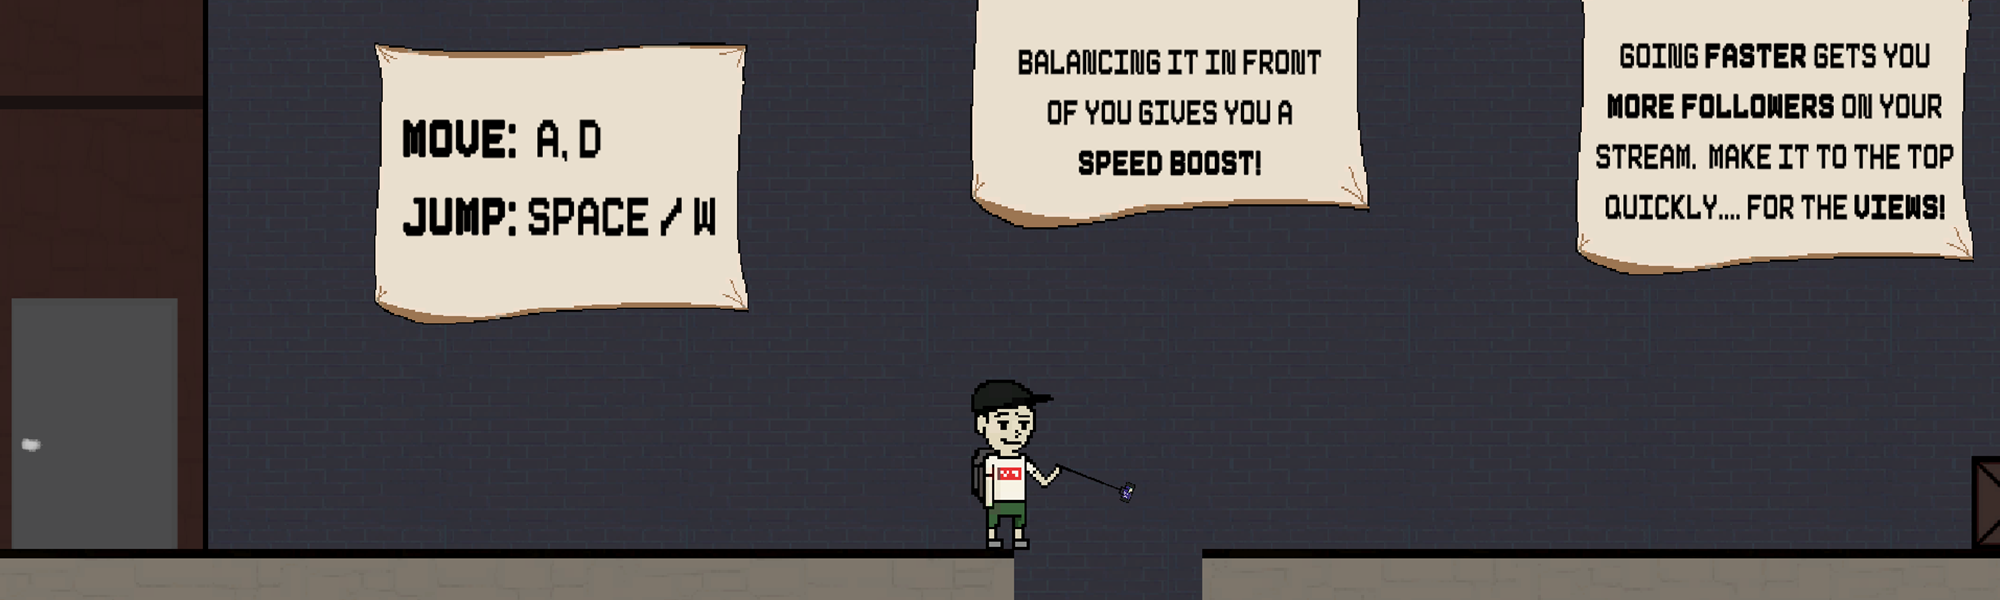 MOVE: A, D
JUMP: SPACE / W
BALANCING IT IN FRONT
OF YOU GIVES YOU A
SPEED BOOST!
GOING FASTER GETS YOU
MORE FOLLOWERS ON YOUR
STREAM. MAKE IT TO THE TOP
QUICKLY.... FOR THE VIEWS!